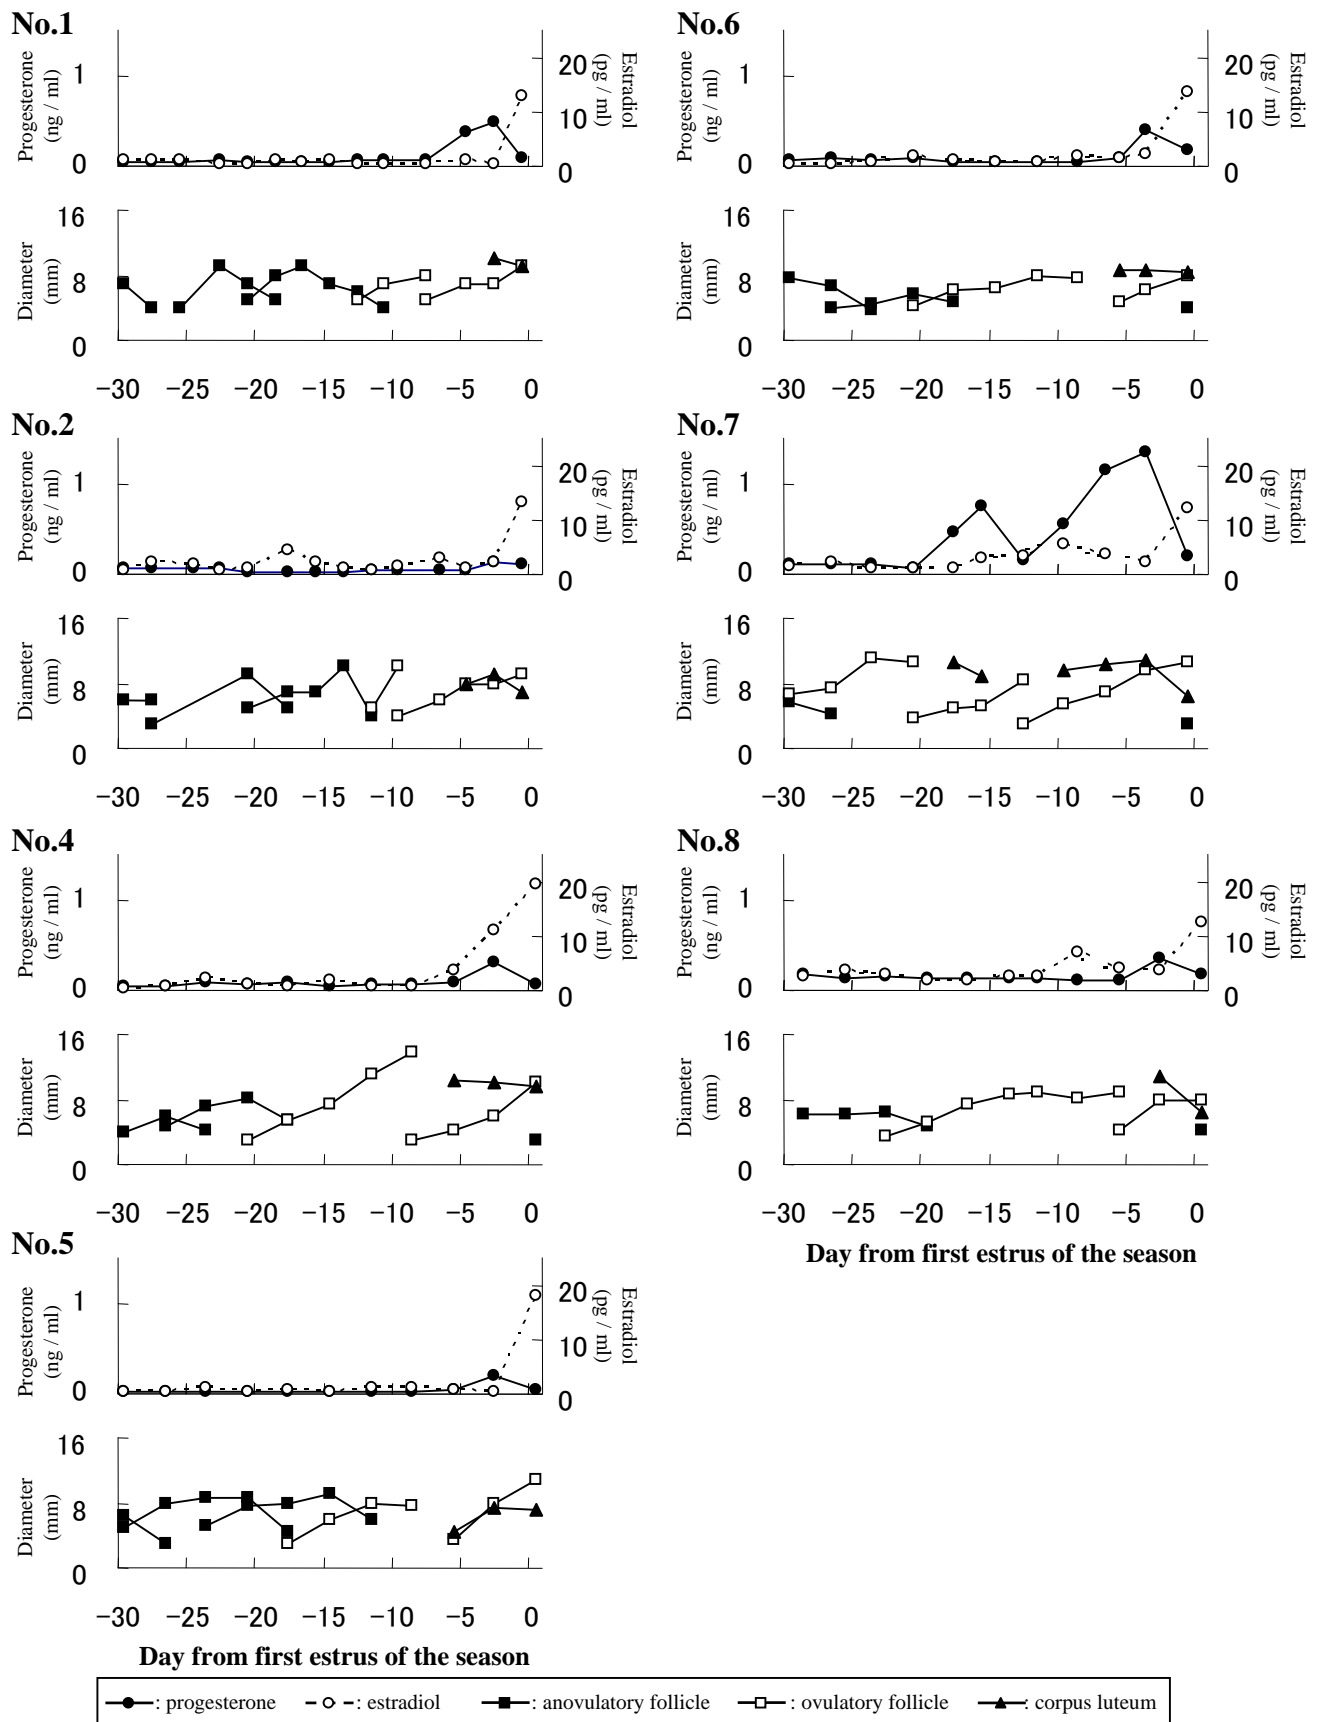 No.1
Progesterone
(ng / ml)
1
0
20
10
0
Estradiol
(pg / ml)
Diameter
(mm)
16
8
0
−30 −25 −20 −15 −10 −5 0
No.6
Progesterone
(ng / ml)
1
0
20
10
0
Estradiol
(pg / ml)
Diameter
(mm)
16
8
0
−30 −25 −20 −15 −10 −5 0
No.2
Progesterone
(ng / ml)
1
0
20
10
0
Estradiol
(pg / ml)
Diameter
(mm)
16
8
0
−30 −25 −20 −15 −10 −5 0
No.7
Progesterone
(ng / ml)
1
0
20
10
0
Estradiol
(pg / ml)
Diameter
(mm)
16
8
0
−30 −25 −20 −15 −10 −5 0
No.4
Progesterone
(ng / ml)
1
0
20
10
0
Estradiol
(pg / ml)
Diameter
(mm)
16
8
0
−30 −25 −20 −15 −10 −5 0
No.8
Progesterone
(ng / ml)
1
0
20
10
0
Estradiol
(pg / ml)
Diameter
(mm)
16
8
0
−30 −25 −20 −15 −10 −5 0
Day from first estrus of the season
No.5
Progesterone
(ng / ml)
1
0
20
10
0
Estradiol
(pg / ml)
Diameter
(mm)
16
8
0
−30 −25 −20 −15 −10 −5 0
Day from first estrus of the season
: progesterone : estradiol : anovulatory follicle : ovulatory follicle : corpus luteum